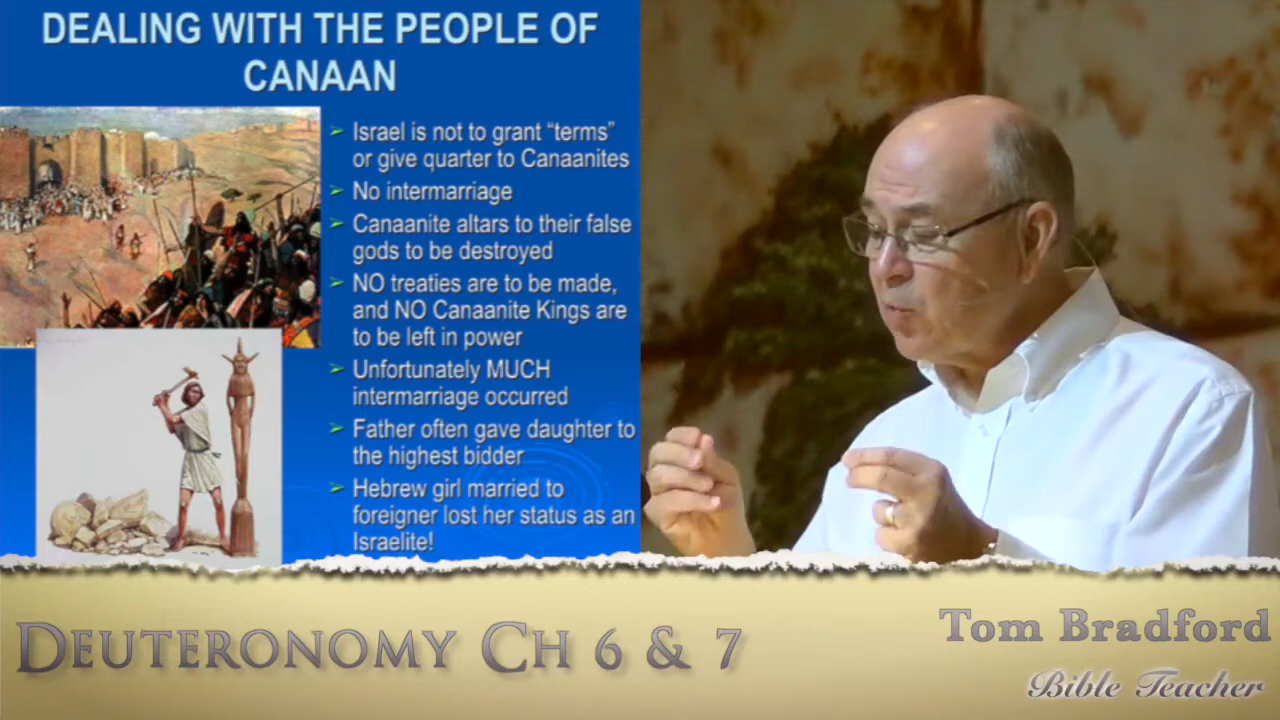 DEALING WITH THE PEOPLE OF
CANAAN
➢ Israel is not to grant “terms”
or give quarter to Canaanites
➢ No intermarriage
➢ Canaanite altars to their false
gods to be destroyed
➢ NO treaties are to be made,
and NO Canaanite Kings are
to be left in power
➢ Unfortunately MUCH
intermarriage occurred
➢ Father often gave daughter to
the highest bidder
➢ Hebrew girl married to
foreigner lost her status as an
Israelite!
DEUTERONOMY CH 6 & 7
Tom Bradford
Bible Teacher